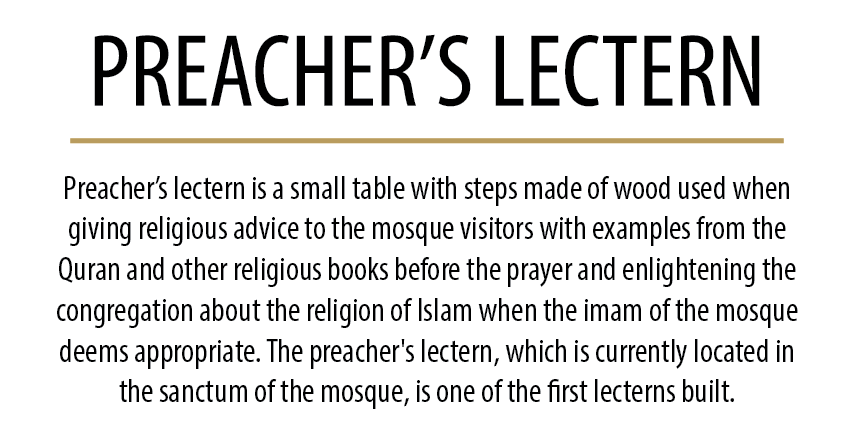 PREACHER’S LECTERN
Preacher’s lectern is a small table with steps made of wood used when
giving religious advice to the mosque visitors with examples from the
Quran and other religious books before the prayer and enlightening the
congregation about the religion of Islam when the imam of the mosque
deems appropriate. The preacher's lectern, which is currently located in
the sanctum of the mosque, is one of the first lecterns built.